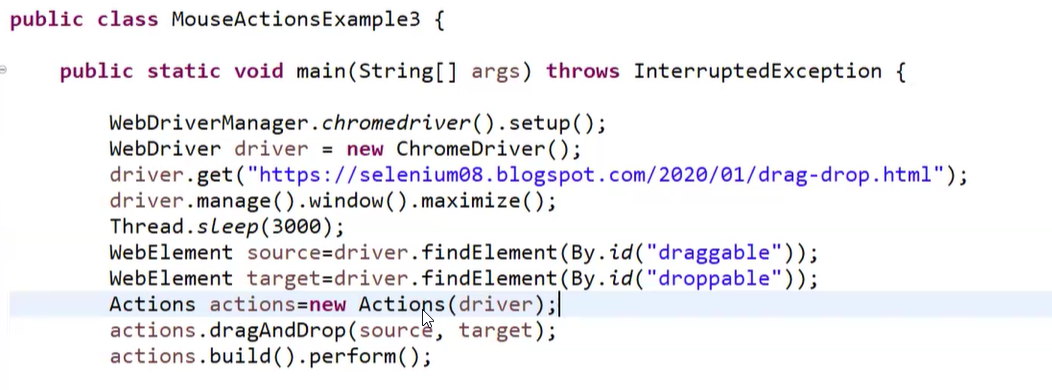 public class MouseActionsExample3 {
public static void main(String[] args) throws InterruptedException {
WebDriverManager.chromedriver().setup();
WebDriver driver = new ChromeDriver();
driver.get("https://selenium08.blogspot.com/2020/01/drag-drop.html");
driver.manage().window().maximize();
Thread.sleep(3000);
WebElement source=driver.findElement(By.id("draggable"));
WebElement target=driver.findElement(By.id("droppable"));
Actions actions=new Actions(driver);
actions.dragAndDrop(source, target);
actions.build().perform();